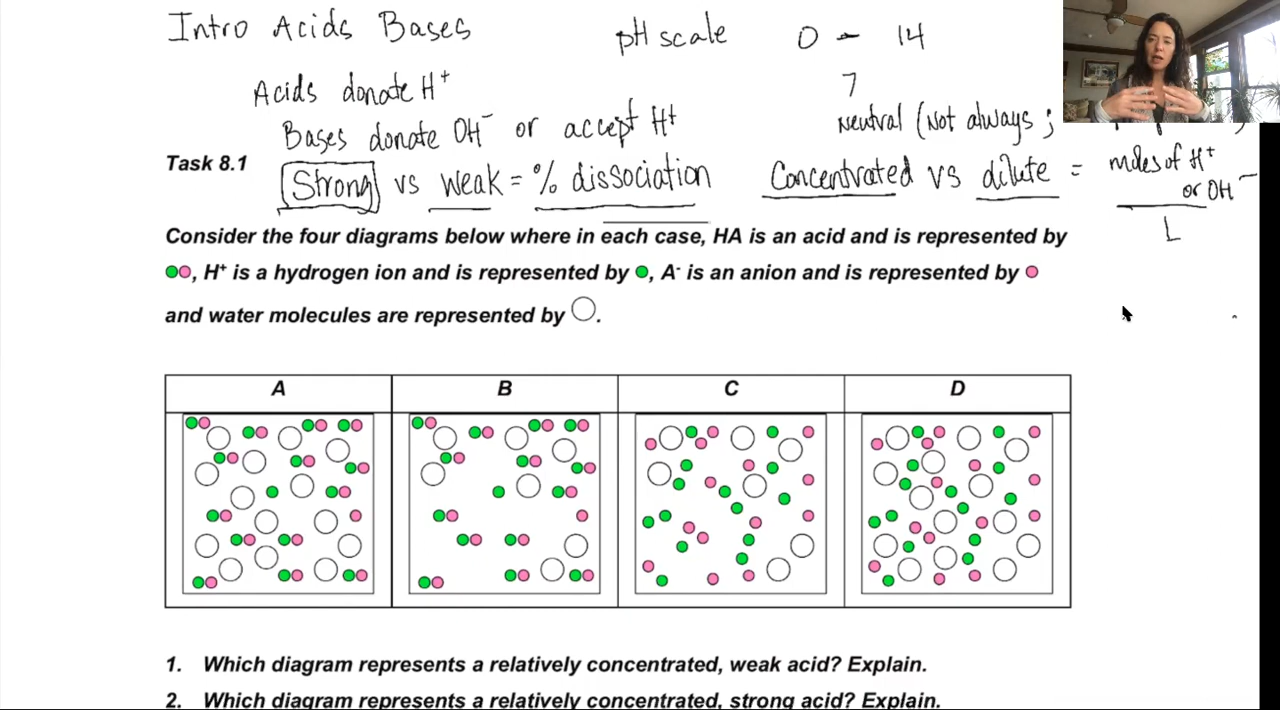 Intro Acids Bases
pH scale 0 - 14
Acids donate H⁺
7
Bases donate OH⁻ or accept H⁺
Neutral (Not always ;
Task 8.1
Strong vs weak = % dissociation
Concentrated vs dilute = moles of H⁺
or OH⁻
L
Consider the four diagrams below where in each case, HA is an acid and is represented by
, H⁺ is a hydrogen ion and is represented by , A⁻ is an anion and is represented by
and water molecules are represented by .
A B C D
1. Which diagram represents a relatively concentrated, weak acid? Explain.
2. Which diagram represents a relatively concentrated, strong acid? Explain.